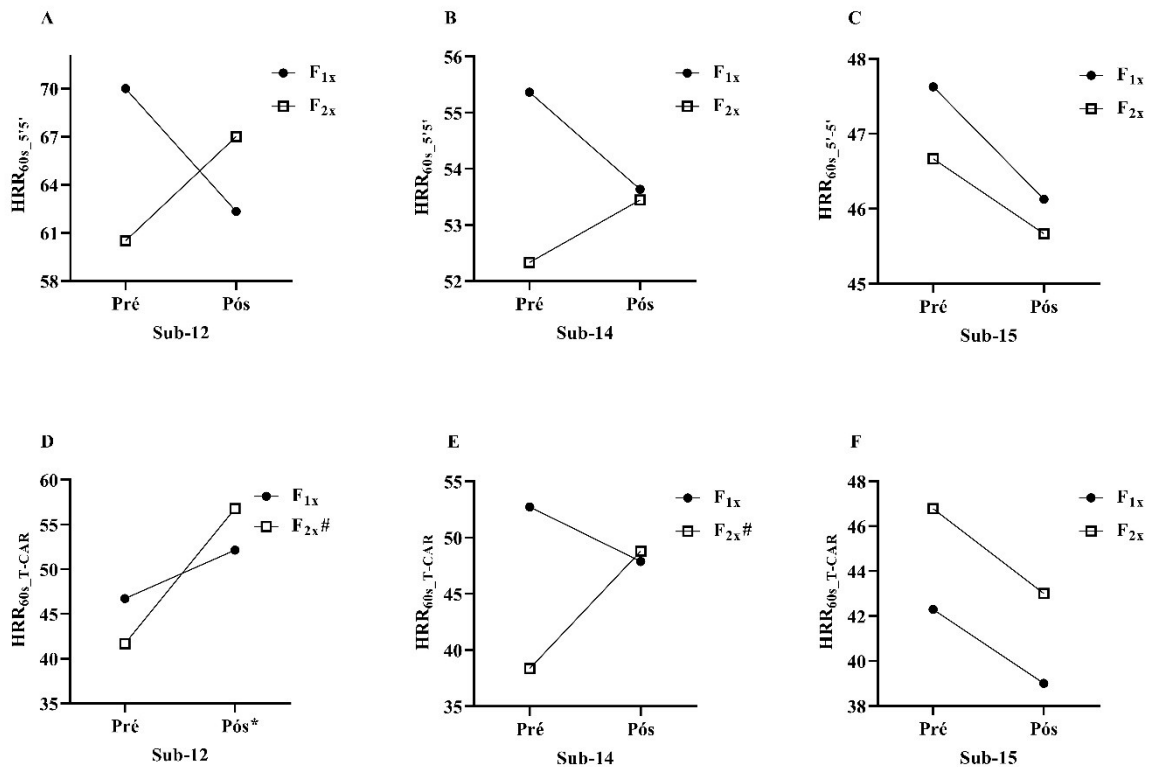 A
HRR60s_5'5'
70
67
64
61
58
Pré Pós
Sub-12
F1x
F2x
B
HRR60s_5'5'
56
55
54
53
52
Pré Pós
Sub-14
F1x
F2x
C
HRR60s_5'-5'
48
47
46
45
Pré Pós
Sub-15
F1x
F2x
D
HRR60s_T-CAR
60
55
50
45
40
35
Pré Pós*
Sub-12
F1x
F2x#
E
HRR60s_T-CAR
55
50
45
40
35
Pré Pós
Sub-14
F1x
F2x#
F
HRR60s_T-CAR
48
46
44
42
40
38
Pré Pós
Sub-15
F1x
F2x